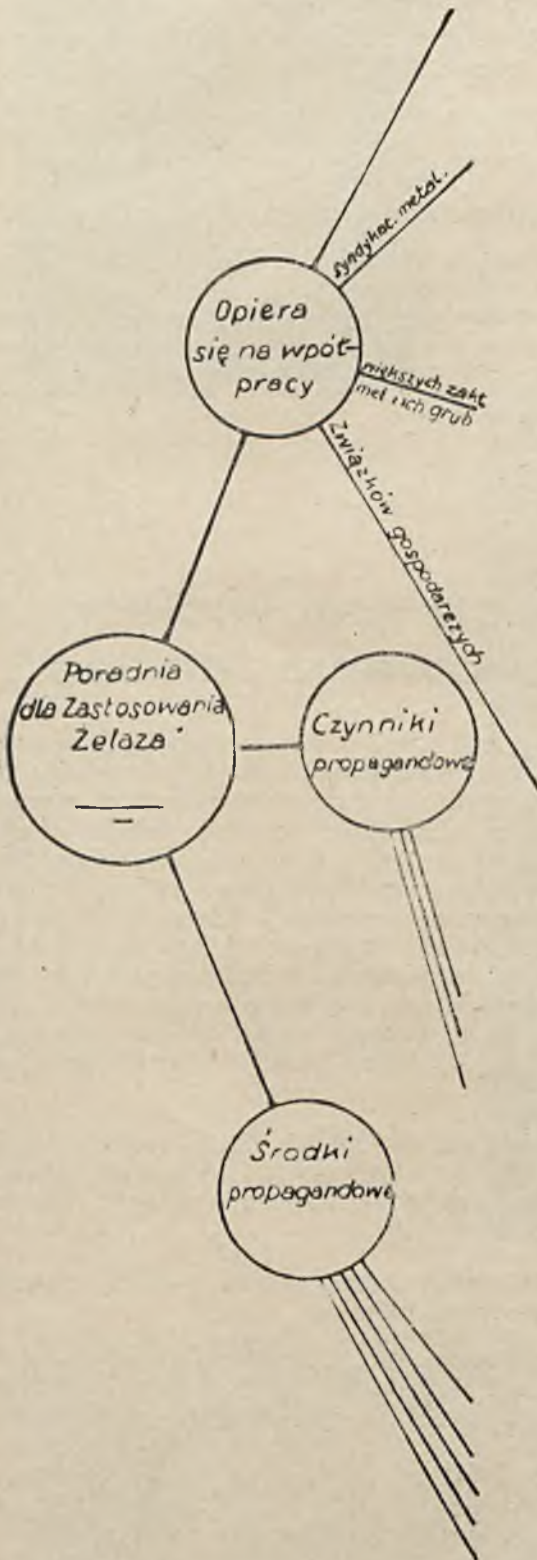 syndykat. metal.
Opiera
się na wpół-
pracy
większych zakł.
met i ich grup
Związków gospodarczych
Poradnia
dla Zastosowania
Żelaza
Czynniki
propagandowe
Środki
propagandowe